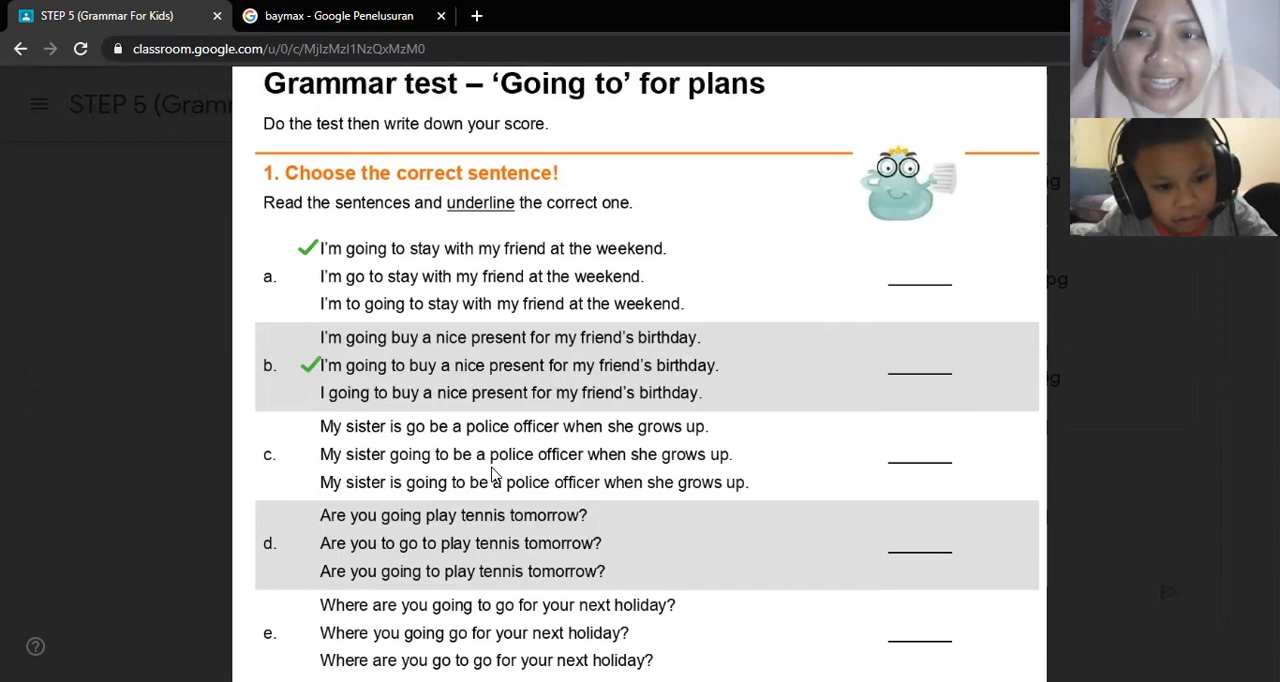 STEP 5 (Grammar For Kids)
baymax - Google Penelusuran
classroom.google.com/u/0/c/MjIzMzI1NzQxMzM0
STEP 5 (Gramm
Grammar test – ‘Going to’ for plans
Do the test then write down your score.
1. Choose the correct sentence!
Read the sentences and underline the correct one.
I’m going to stay with my friend at the weekend.
a. I’m go to stay with my friend at the weekend.
I’m to going to stay with my friend at the weekend.
I’m going buy a nice present for my friend’s birthday.
b. I’m going to buy a nice present for my friend’s birthday.
I going to buy a nice present for my friend’s birthday.
My sister is go be a police officer when she grows up.
c. My sister going to be a police officer when she grows up.
My sister is going to be a police officer when she grows up.
Are you going play tennis tomorrow?
d. Are you to go to play tennis tomorrow?
Are you going to play tennis tomorrow?
Where are you going to go for your next holiday?
e. Where you going go for your next holiday?
Where are you go to go for your next holiday?